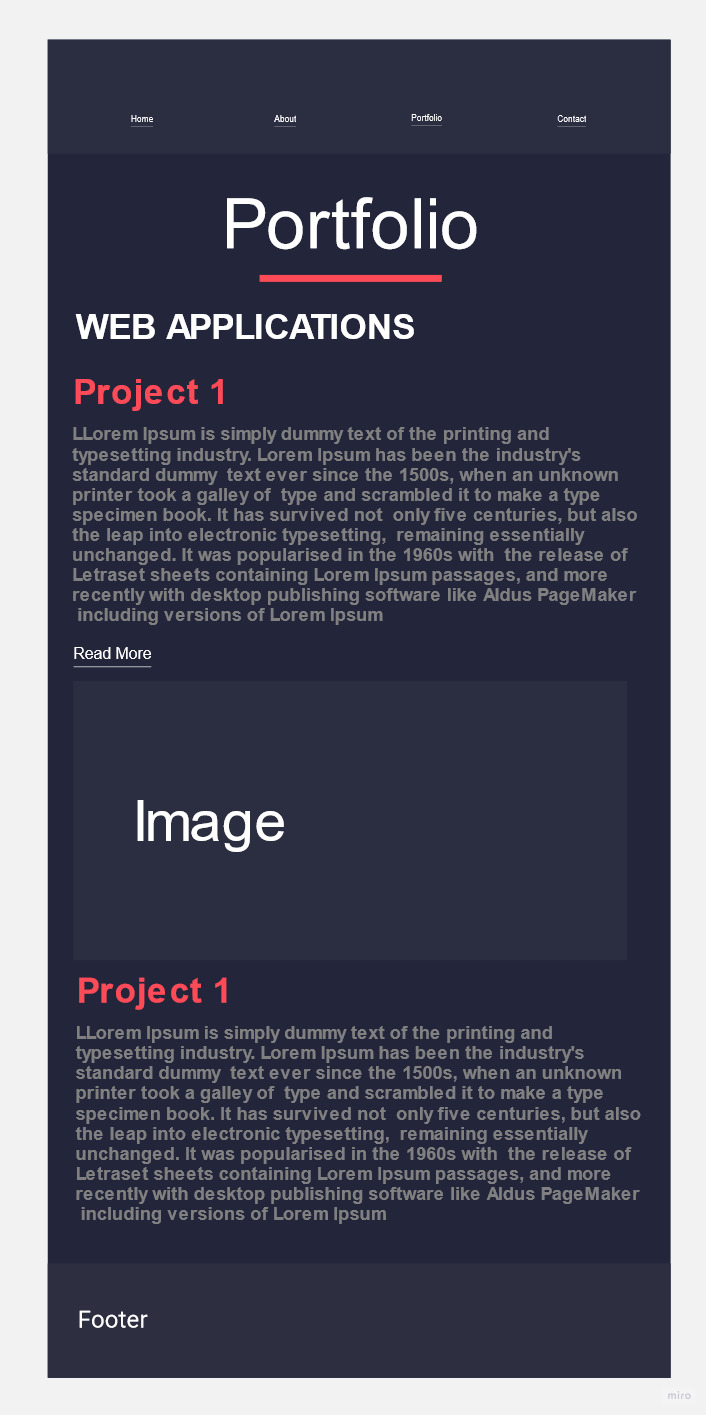 Home About Portfolio Contact
Portfolio
WEB APPLICATIONS
Project 1
LLorem Ipsum is simply dummy text of the printing and
typesetting industry. Lorem Ipsum has been the industry's
standard dummy  text ever since the 1500s, when an unknown
printer took a galley of  type and scrambled it to make a type
specimen book. It has survived not  only five centuries, but also
the leap into electronic typesetting,  remaining essentially
unchanged. It was popularised in the 1960s with  the release of
Letraset sheets containing Lorem Ipsum passages, and more
recently with desktop publishing software like Aldus PageMaker
including versions of Lorem Ipsum
Read More
Image
Project 1
LLorem Ipsum is simply dummy text of the printing and
typesetting industry. Lorem Ipsum has been the industry's
standard dummy  text ever since the 1500s, when an unknown
printer took a galley of  type and scrambled it to make a type
specimen book. It has survived not  only five centuries, but also
the leap into electronic typesetting,  remaining essentially
unchanged. It was popularised in the 1960s with  the release of
Letraset sheets containing Lorem Ipsum passages, and more
recently with desktop publishing software like Aldus PageMaker
including versions of Lorem Ipsum
Footer
miro